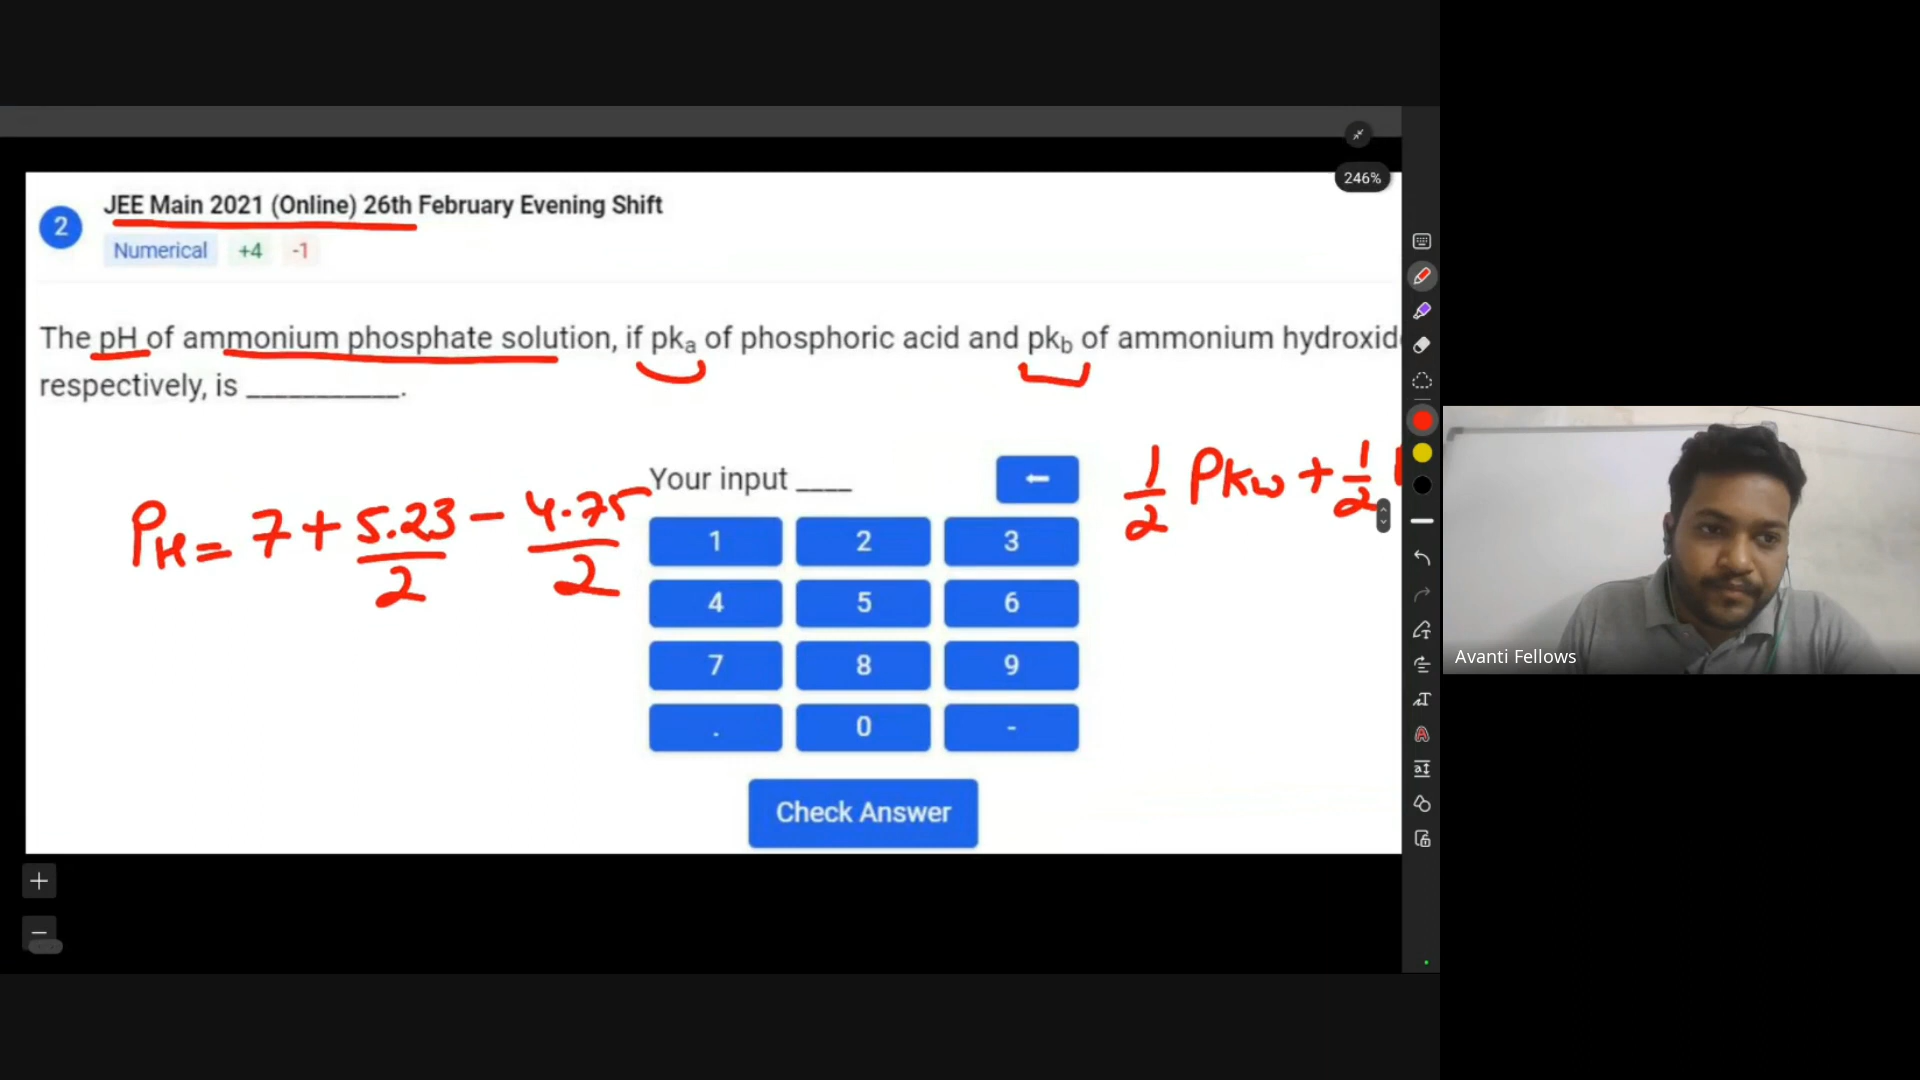 246%
2
JEE Main 2021 (Online) 26th February Evening Shift
Numerical +4 -1
The pH of ammonium phosphate solution, if pka of phosphoric acid and pkb of ammonium hydroxid
respectively, is ___________.
Your input ____
PH = 7 + 5.23/2 - 4.75/2
1/2 PKw + 1/2
1 2 3
4 5 6
7 8 9
. 0 -
Check Answer
Avanti Fellows